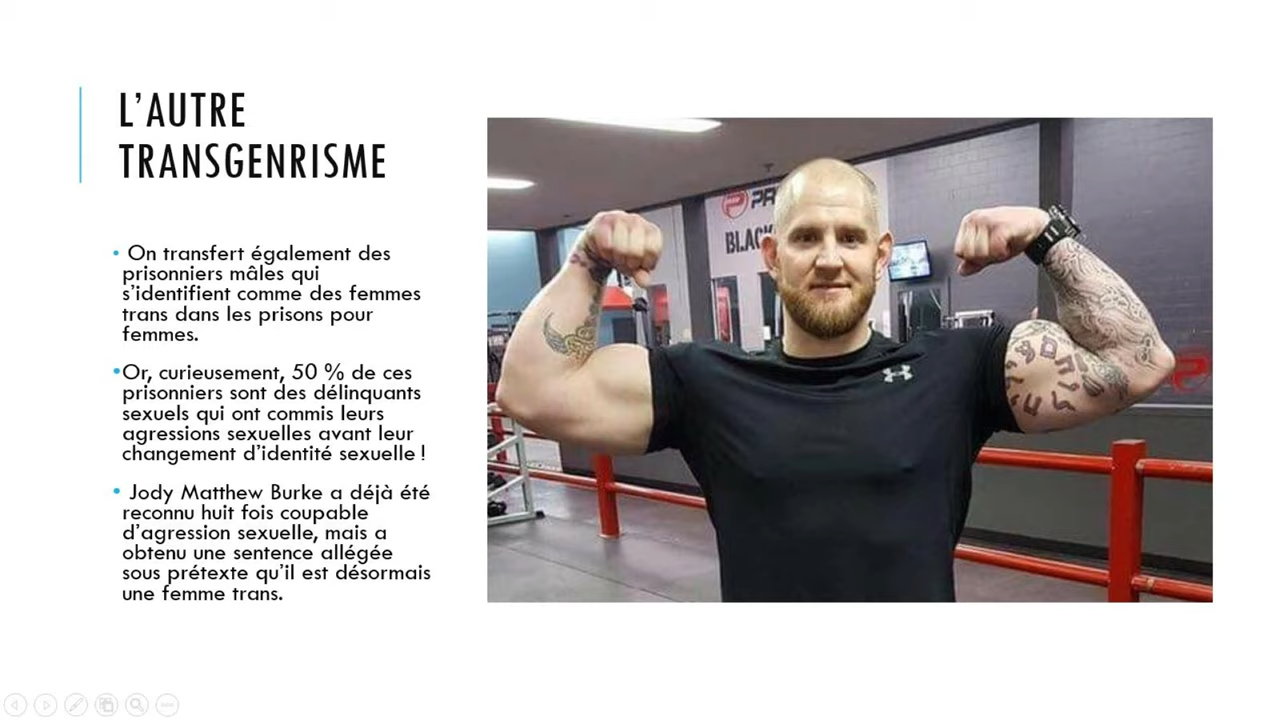 L'AUTRE
TRANSGENRISME
• On transfert également des
prisonniers mâles qui
s'identifient comme des femmes
trans dans les prisons pour
femmes.
•Or, curieusement, 50 % de ces
prisonniers sont des délinquants
sexuels qui ont commis leurs
agressions sexuelles avant leur
changement d'identité sexuelle !
• Jody Matthew Burke a déjà été
reconnu huit fois coupable
d'agression sexuelle, mais a
obtenu une sentence allégée
sous prétexte qu'il est désormais
une femme trans.